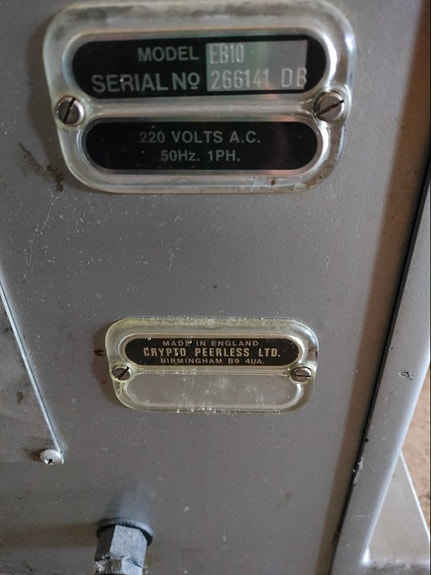 MODEL EB10
SERIAL Nº 266141 DB
220 VOLTS A.C.
50Hz. 1PH.
MADE IN ENGLAND
CRYPTO PEERLESS LTD.
BIRMINGHAM B9 4UA.